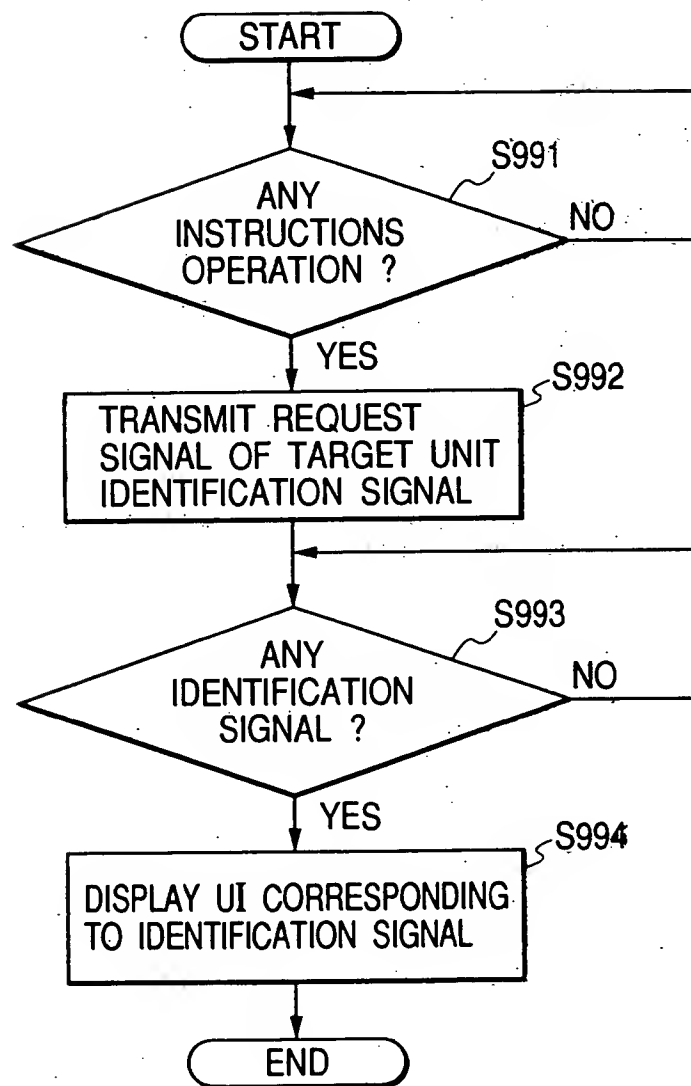 START
S991
ANY
INSTRUCTIONS
OPERATION ?
NO
YES
S992
TRANSMIT REQUEST
SIGNAL OF TARGET UNIT
IDENTIFICATION SIGNAL
S993
ANY
IDENTIFICATION
SIGNAL ?
NO
YES
S994
DISPLAY UI CORRESPONDING
TO IDENTIFICATION SIGNAL
END